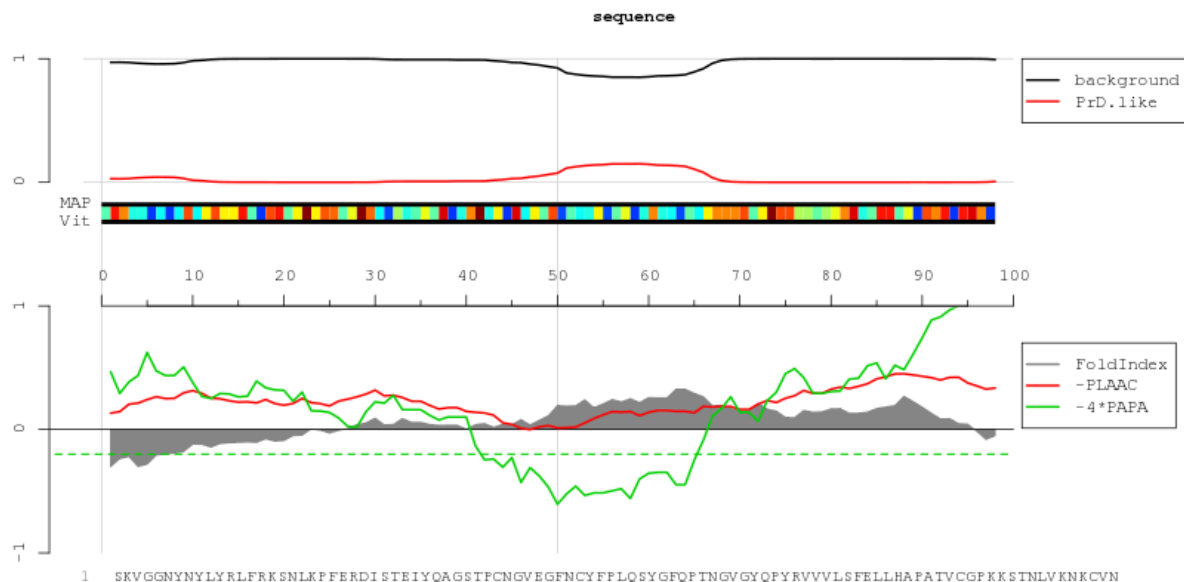 sequence
1
0
background
PrD.like
MAP
Vit
0 10 20 30 40 50 60 70 80 90 100
1
0
-1
FoldIndex
-PLAAC
-4*PAPA
1 SKVGGNYNYLYRLFRKSNLKPFERDISTEIYQAGSTPCNGVEGFNCYFPLQSYGFQPTNGVGYQPYRVVVLSFELLHAPATVCGPKKSTNLVKNKCVN